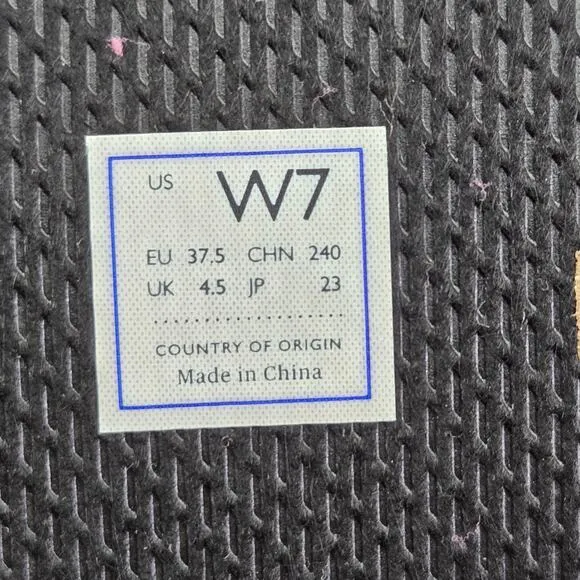 US W7
EU 37.5 CHN 240
UK 4.5 JP 23
COUNTRY OF ORIGIN
Made in China